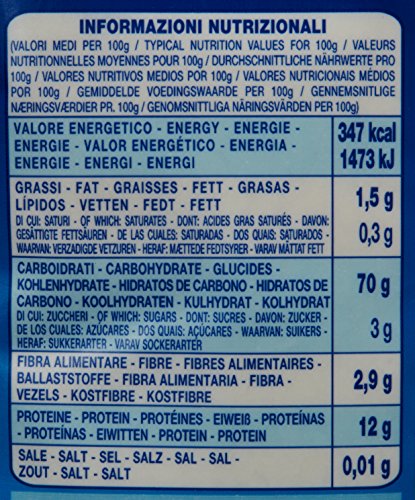 INFORMAZIONI NUTRIZIONALI
(VALORI MEDI PER 100g / TYPICAL NUTRITION VALUES FOR 100g / VALEURS
NUTRITIONNELLES MOYENNES POUR 100g / DURCHSCHNITTLICHE NÄHRWERTE PRO
100g / VALORES NUTRITIVOS MEDIOS POR 100g / VALORES NUTRICIONAIS MÉDIOS
POR 100g / GEMIDDELDE VOEDINGSWAARDE PER 100g / GENNEMSNITLIGE
NÆRINGSVÆRDIER PR. 100g / GENOMSNITTLIGA NÄRINGSVÄRDEN PER 100g)
VALORE ENERGETICO - ENERGY - ENERGIE -
ENERGIE - VALOR ENERGÉTICO - ENERGIA -
ENERGIE - ENERGI - ENERGI
347 kcal
1473 kJ
GRASSI - FAT - GRAISSES - FETT - GRASAS -
LÍPIDOS - VETTEN - FEDT - FETT
1,5 g
DI CUI: SATURI - OF WHICH: SATURATES - DONT: ACIDES GRAS SATURÉS - DAVON:
GESÄTTIGTE FETTSÄUREN - DE LAS CUALES: SATURADAS - DOS QUAIS: SATURADOS -
WAARVAN: VERZADIGDE VETZUREN - HERAF: MÆTTEDE FEDTSYRER - VARAV MÄTTAT FETT
0,3 g
CARBOIDRATI - CARBOHYDRATE - GLUCIDES -
KOHLENHYDRATE - HIDRATOS DE CARBONO - HIDRATOS DE
CARBONO - KOOLHYDRATEN - KULHYDRAT - KOLHYDRAT
70 g
DI CUI: ZUCCHERI - OF WHICH: SUGARS - DONT: SUCRES - DAVON: ZUCKER -
DE LOS CUALES: AZÚCARES - DOS QUAIS: AÇUCARES - WAARVAN: SUIKERS -
HERAF: SUKKERARTER - VARAV SOCKERARTER
3 g
FIBRA ALIMENTARE - FIBRE - FIBRES ALIMENTAIRES -
BALLASTSTOFFE - FIBRA ALIMENTARIA - FIBRA -
VEZELS - KOSTFIBRE - KOSTFIBRE
2,9 g
PROTEINE - PROTEIN - PROTÉINES - EIWEIß - PROTEÍNAS
- PROTEÍNAS - EIWITTEN - PROTEIN - PROTEIN
12 g
SALE - SALT - SEL - SALZ - SAL - SAL -
ZOUT - SALT - SALT
0,01 g